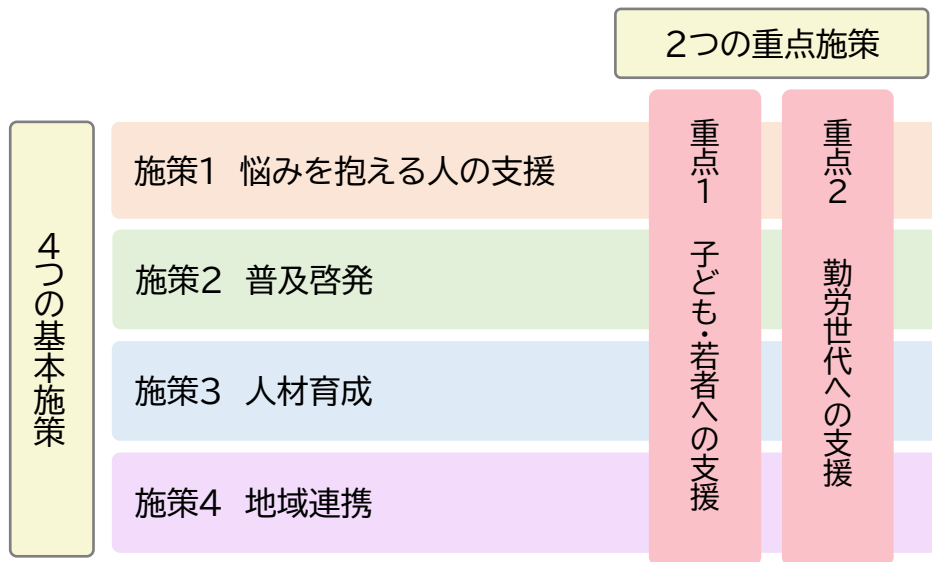 2つの重点施策
4つの基本施策
施策1 悩みを抱える人の支援
施策2 普及啓発
施策3 人材育成
施策4 地域連携
重点1 子ども・若者への支援
重点2 勤労世代への支援